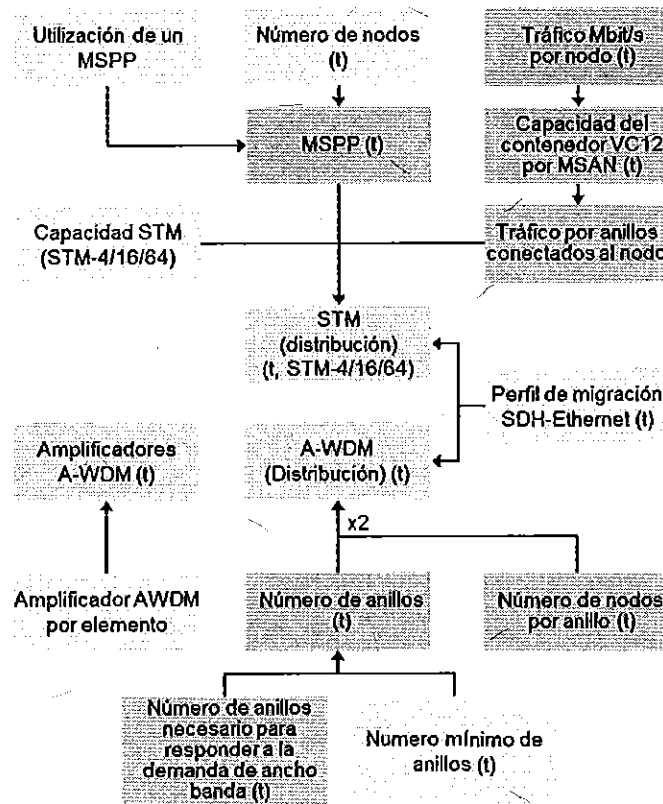 Utilización de un
MSPP
Número de nodos
(t)
Tráfico Mbit/s
por nodo (t)
MSPP (t)
Capacidad del
contenedor VC12
por MSAN (t)
Capacidad STM
(STM-4/16/64)
Tráfico por anillos
conectados al nodo
STM
(distribución)
(t, STM-4/16/64)
Perfil de migración
SDH-Ethernet (t)
Amplificadores
A-WDM (t)
A-WDM
(Distribución) (t)
x2
Amplificador AWDM
por elemento
Número de anillos
(t)
Número de nodos
por anillo (t)
Número de anillos
necesario para
responder a la
demanda de ancho
banda (t)
Numero mínimo de
anillos (t)